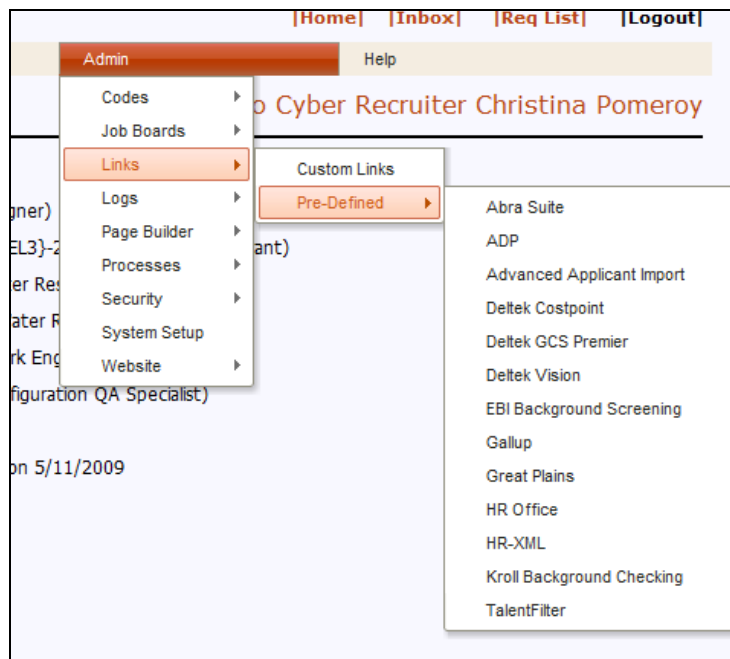 |Home| |Inbox| |Req List| |Logout|
Admin Help
o Cyber Recruiter Christina Pomeroy
Codes
Job Boards
Links
Logs
Page Builder
Processes
Security
System Setup
Website
Custom Links
Pre-Defined
Abra Suite
ADP
Advanced Applicant Import
Deltek Costpoint
Deltek GCS Premier
Deltek Vision
EBI Background Screening
Gallup
Great Plains
HR Office
HR-XML
Kroll Background Checking
TalentFilter
gner)
EL3}-2 ant)
er Res
ater R
rk Eng
figuration QA Specialist)
on 5/11/2009